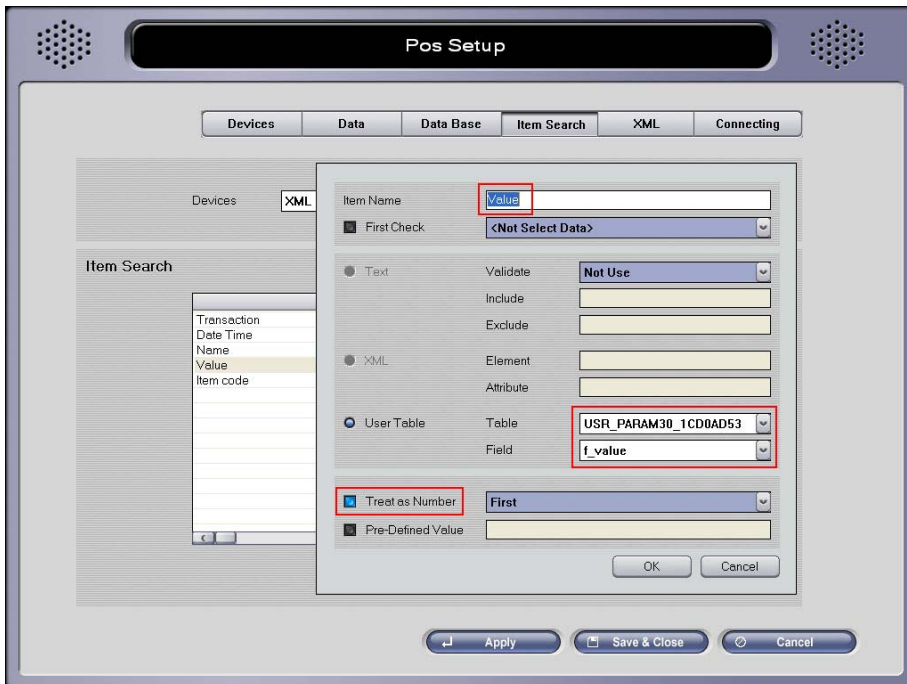 Pos Setup
Devices Data Data Base Item Search XML Connecting
Devices XML
Item Name Value
First Check <Not Select Data>
Item Search
Text Validate Not Use
Include
Exclude
Transaction
Date Time
Name
Value
Item code
XML Element
Attribute
User Table Table USR_PARAM30_1CD0AD53
Field f_value
Treat as Number First
Pre-Defined Value
OK Cancel
Apply Save & Close Cancel